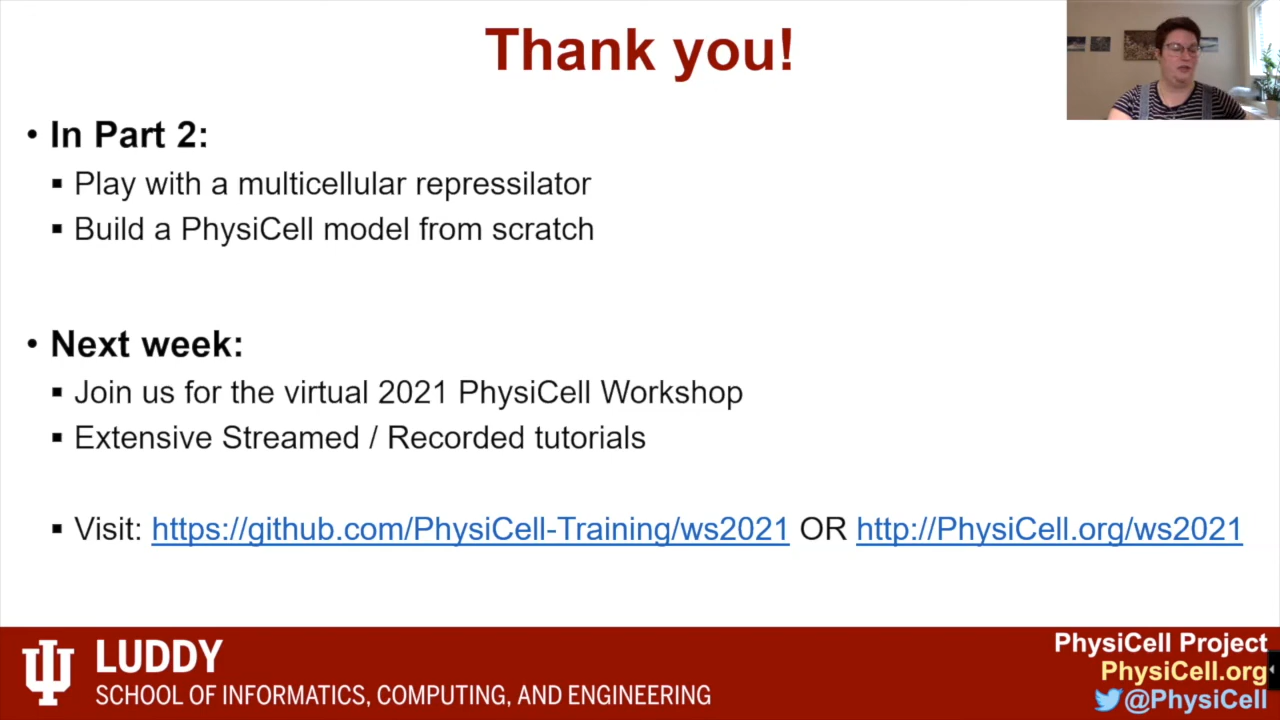 Thank you!
• In Part 2:
▪ Play with a multicellular repressilator
▪ Build a PhysiCell model from scratch
• Next week:
▪ Join us for the virtual 2021 PhysiCell Workshop
▪ Extensive Streamed / Recorded tutorials
▪ Visit: https://github.com/PhysiCell-Training/ws2021 OR http://PhysiCell.org/ws2021
LUDDY
SCHOOL OF INFORMATICS, COMPUTING, AND ENGINEERING
PhysiCell Project
PhysiCell.org
@PhysiCell